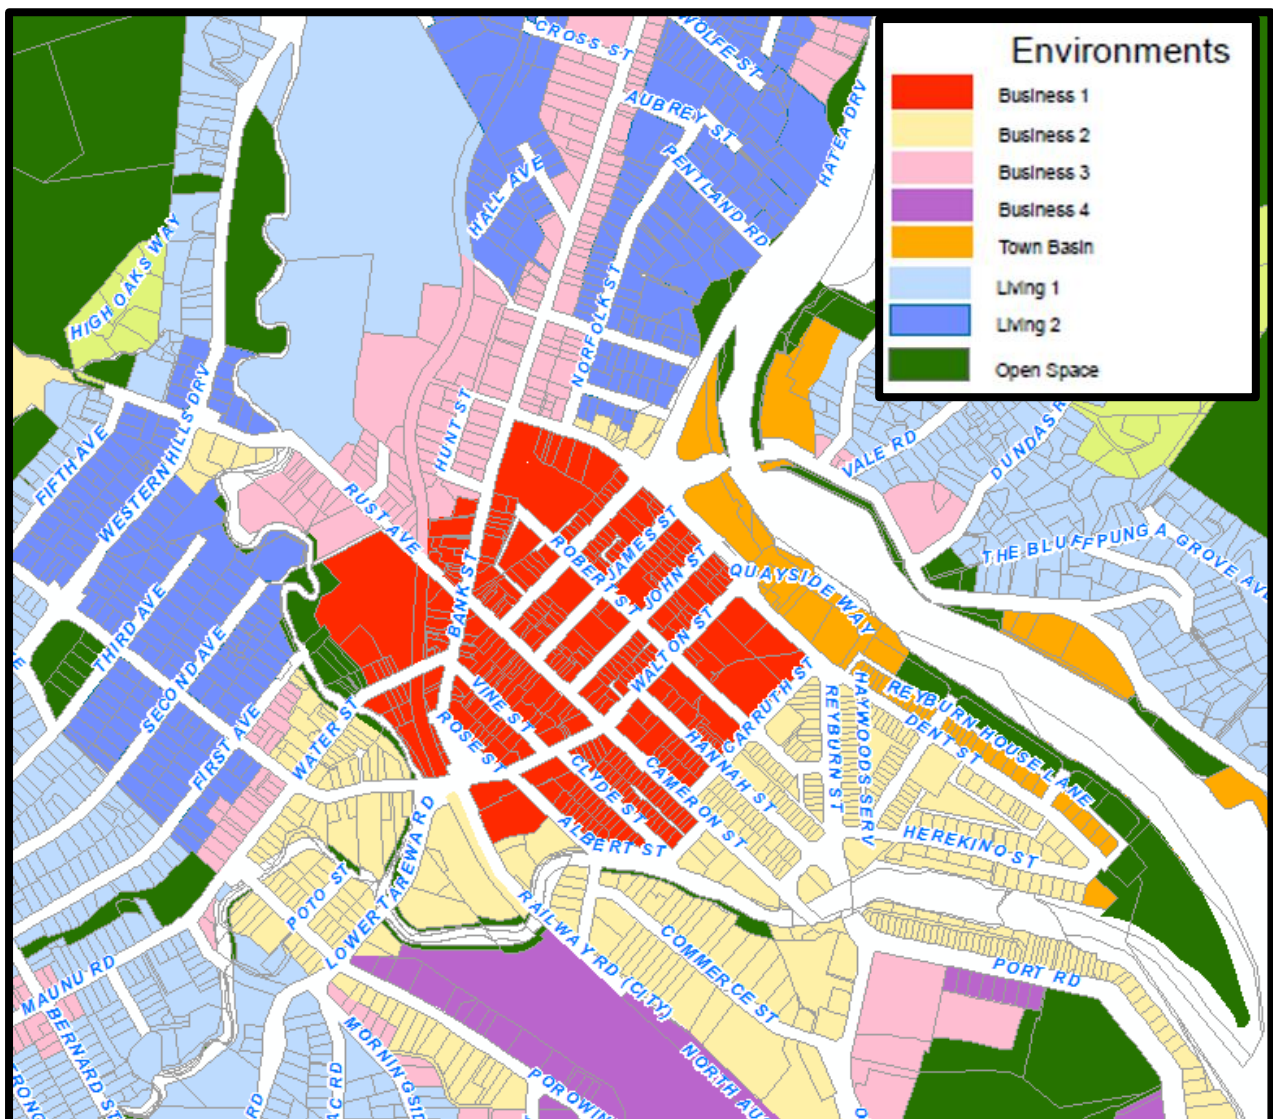 Environments
Business 1
Business 2
Business 3
Business 4
Town Basin
Living 1
Living 2
Open Space
CROSS ST
WOLFE ST
AUBREY ST
PENTLAND RD
HATEA DRV
HALL AVE
HIGH OAKS WAY
NORFOLK ST
HUNT ST
WESTERN HILLS DRV
FIFTH AVE
RUST AVE
VALE RD
DUNDAS R
THE BLUFF
PUNGA GROVE AVE
BANK ST
ROBERT ST
JAMES ST
JOHN ST
WALTON ST
QUAYSIDE WAY
THIRD AVE
SECOND AVE
FIRST AVE
WATER ST
VINE ST
ROSE ST
CARRUTH ST
HANNAH ST
CAMERON ST
CLYDE ST
ALBERT ST
REYBURN ST
HAYWOODS SERV
REYBURN HOUSE LANE
DENT ST
HEREKINO ST
POTO ST
LOWER TAREWA RD
RAILWAY RD (CITY)
COMMERCE ST
PORT RD
MAUNU RD
BERNARD ST
MORNINGSID
POROWIN
NORTH AU
RD
AC RD
TRONG
E
O